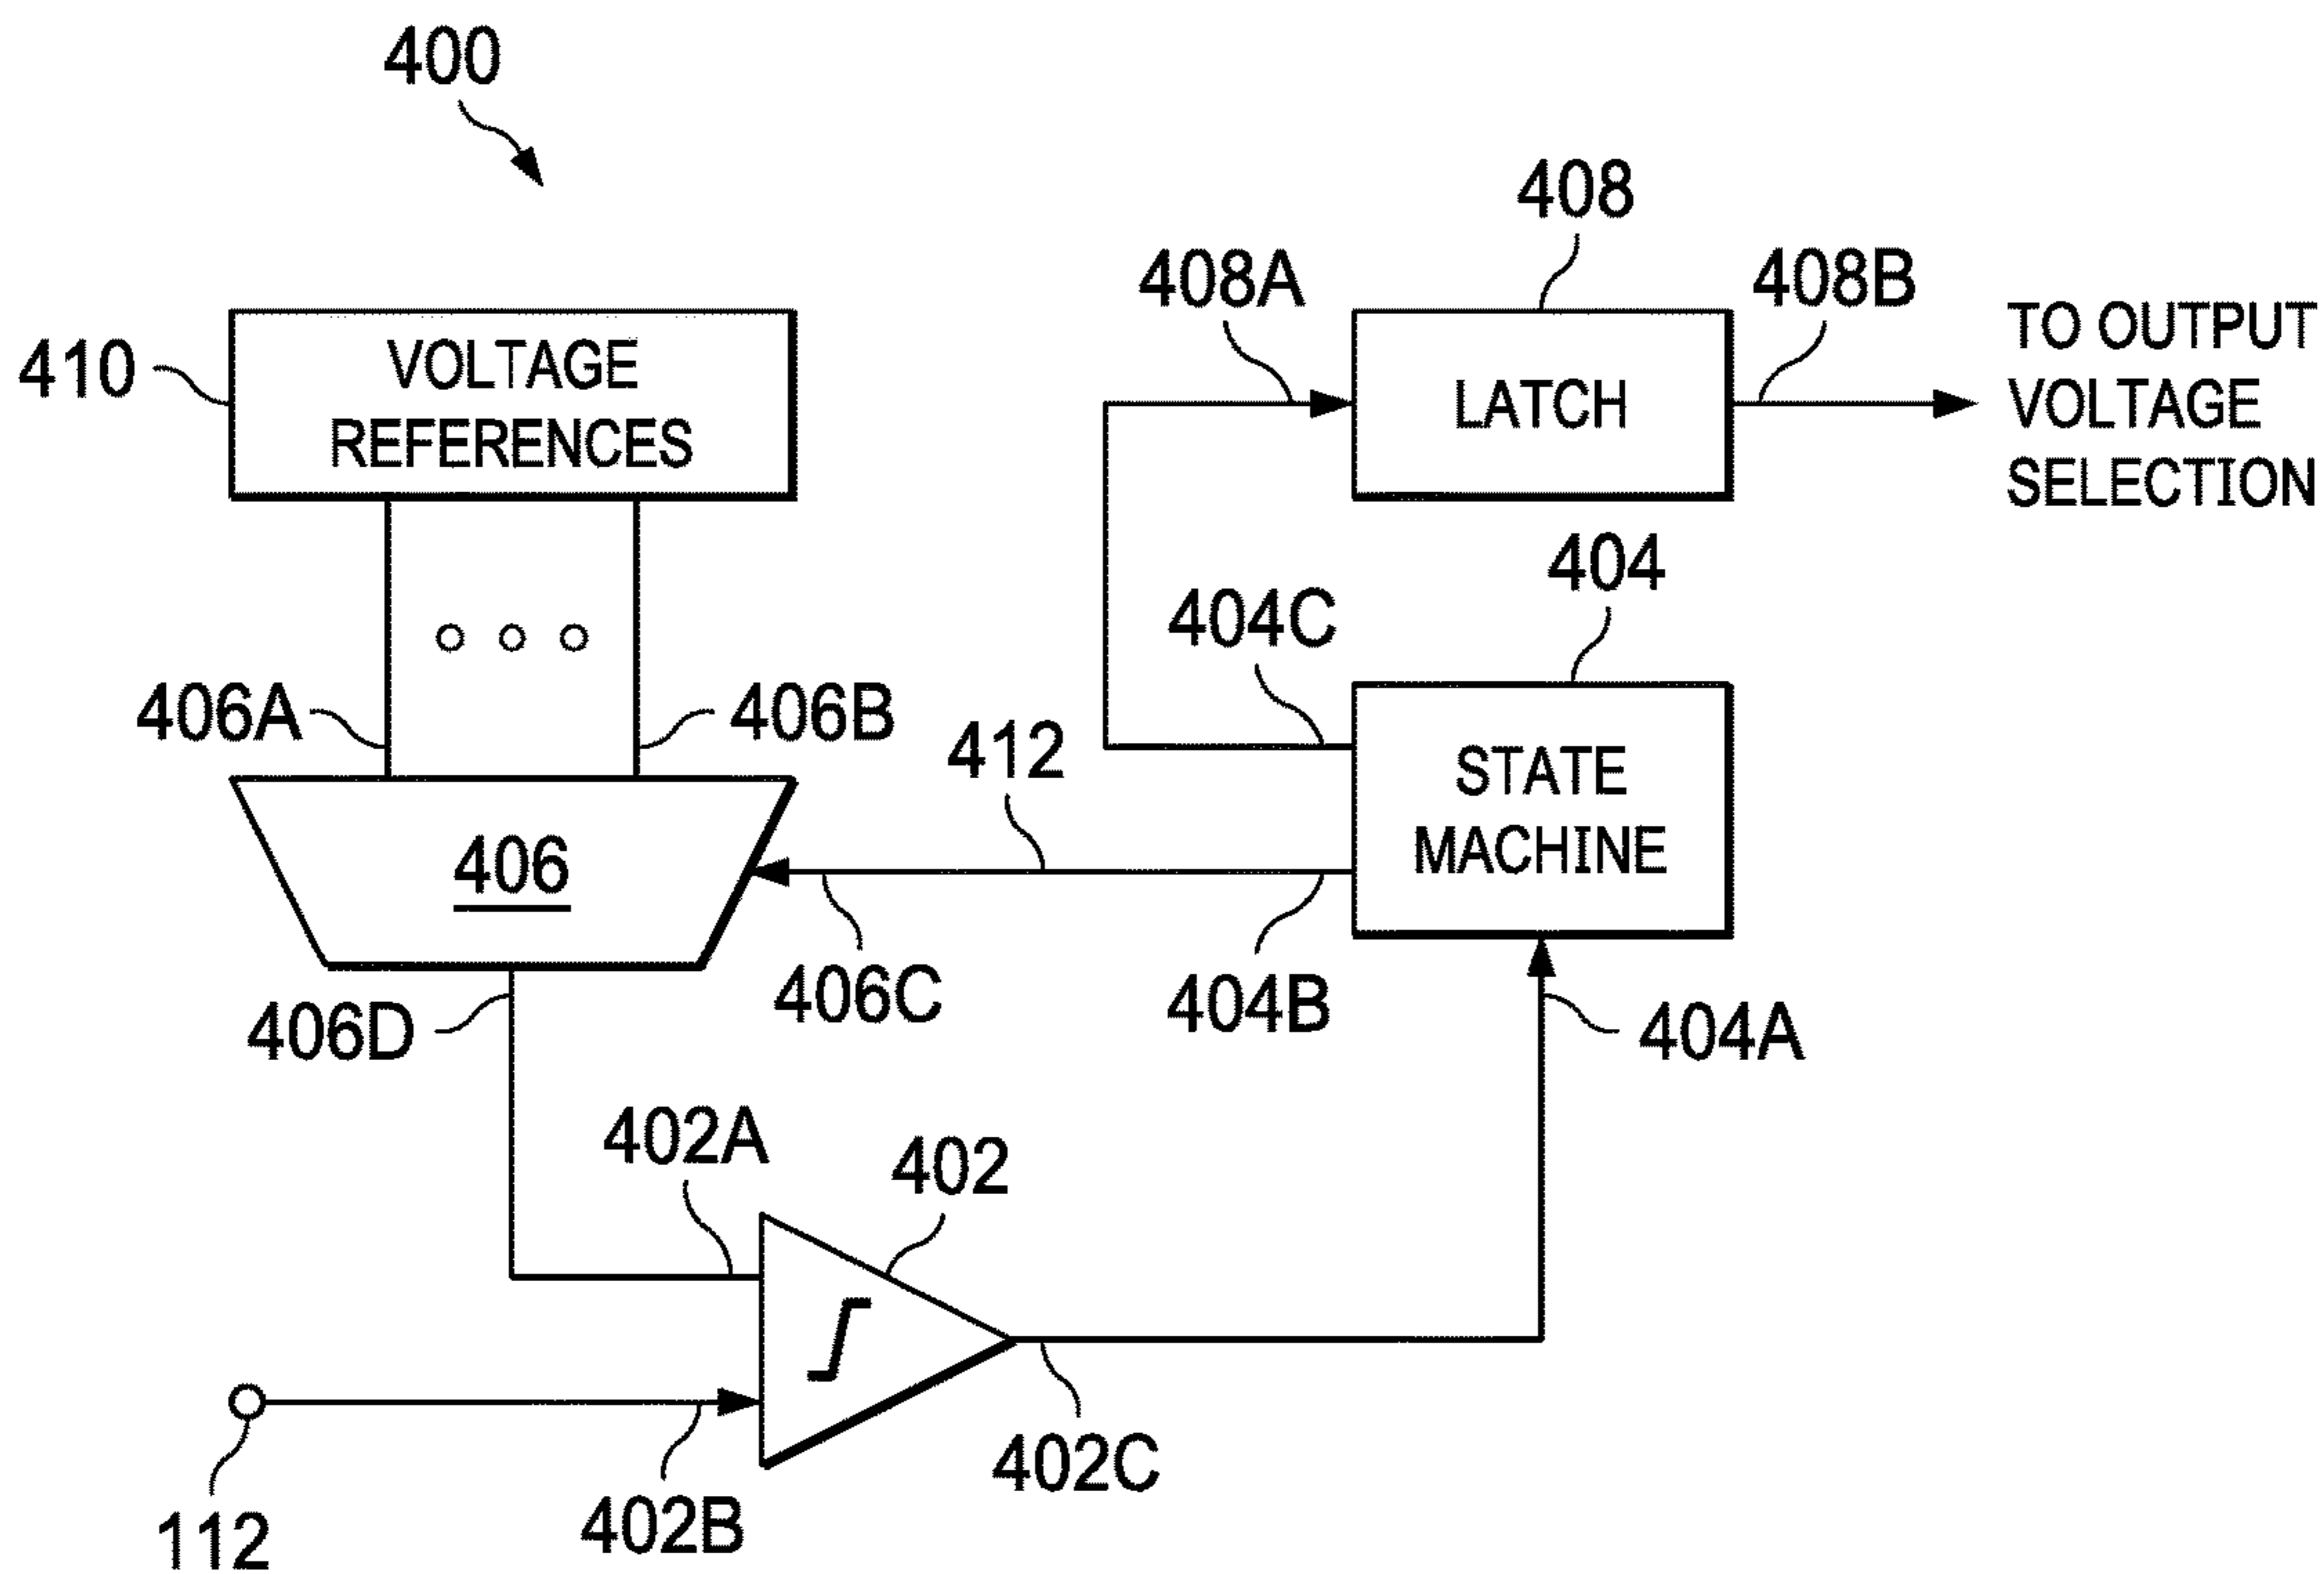 400
408
408A
408B
TO OUTPUT
VOLTAGE
SELECTION
410
VOLTAGE
REFERENCES
LATCH
404
404C
406A
406B
412
STATE
MACHINE
406
406C
404B
406D
404A
402A
402
402C
402B
112